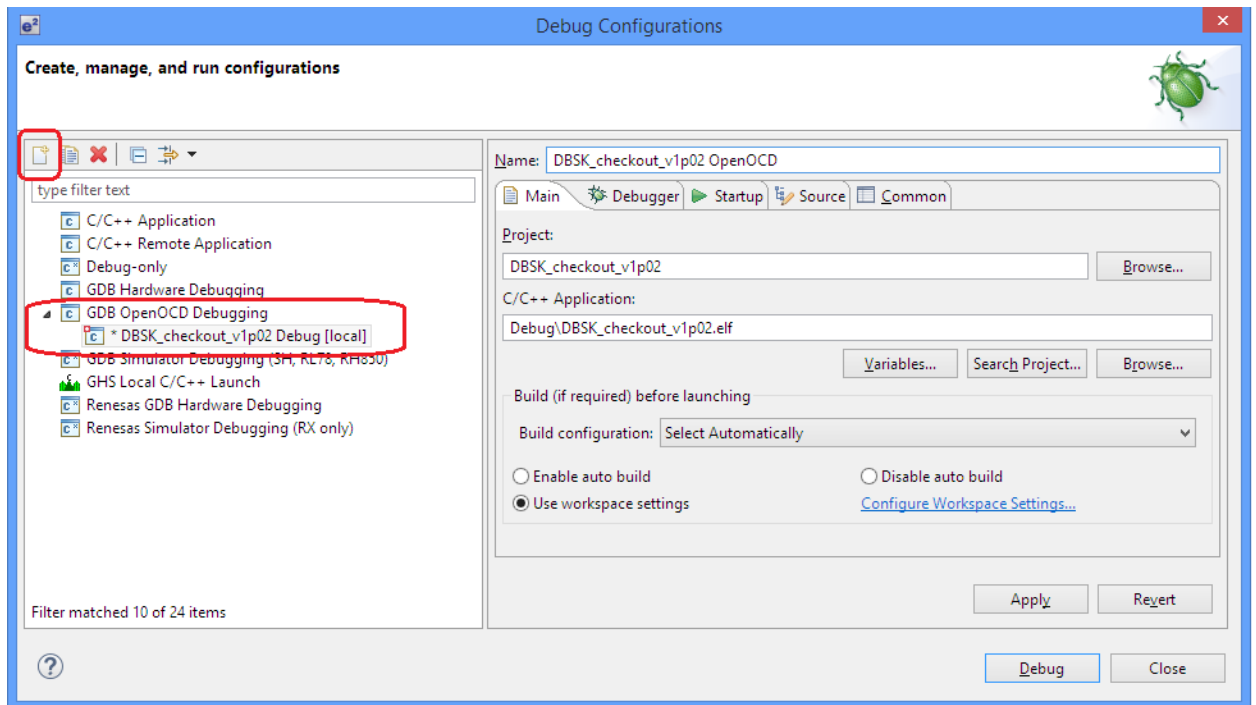 e²
Debug Configurations
Create, manage, and run configurations
type filter text
C/C++ Application
C/C++ Remote Application
Debug-only
GDB Hardware Debugging
GDB OpenOCD Debugging
* DBSK_checkout_v1p02 Debug [local]
GDB Simulator Debugging (SH, RL78, RH850)
GHS Local C/C++ Launch
Renesas GDB Hardware Debugging
Renesas Simulator Debugging (RX only)
Filter matched 10 of 24 items
Name: DBSK_checkout_v1p02 OpenOCD
Main Debugger Startup Source Common
Project:
DBSK_checkout_v1p02 Browse...
C/C++ Application:
Debug\DBSK_checkout_v1p02.elf
Variables... Search Project... Browse...
Build (if required) before launching
Build configuration: Select Automatically
Enable auto build Disable auto build
Use workspace settings Configure Workspace Settings...
Apply Revert
? Debug Close